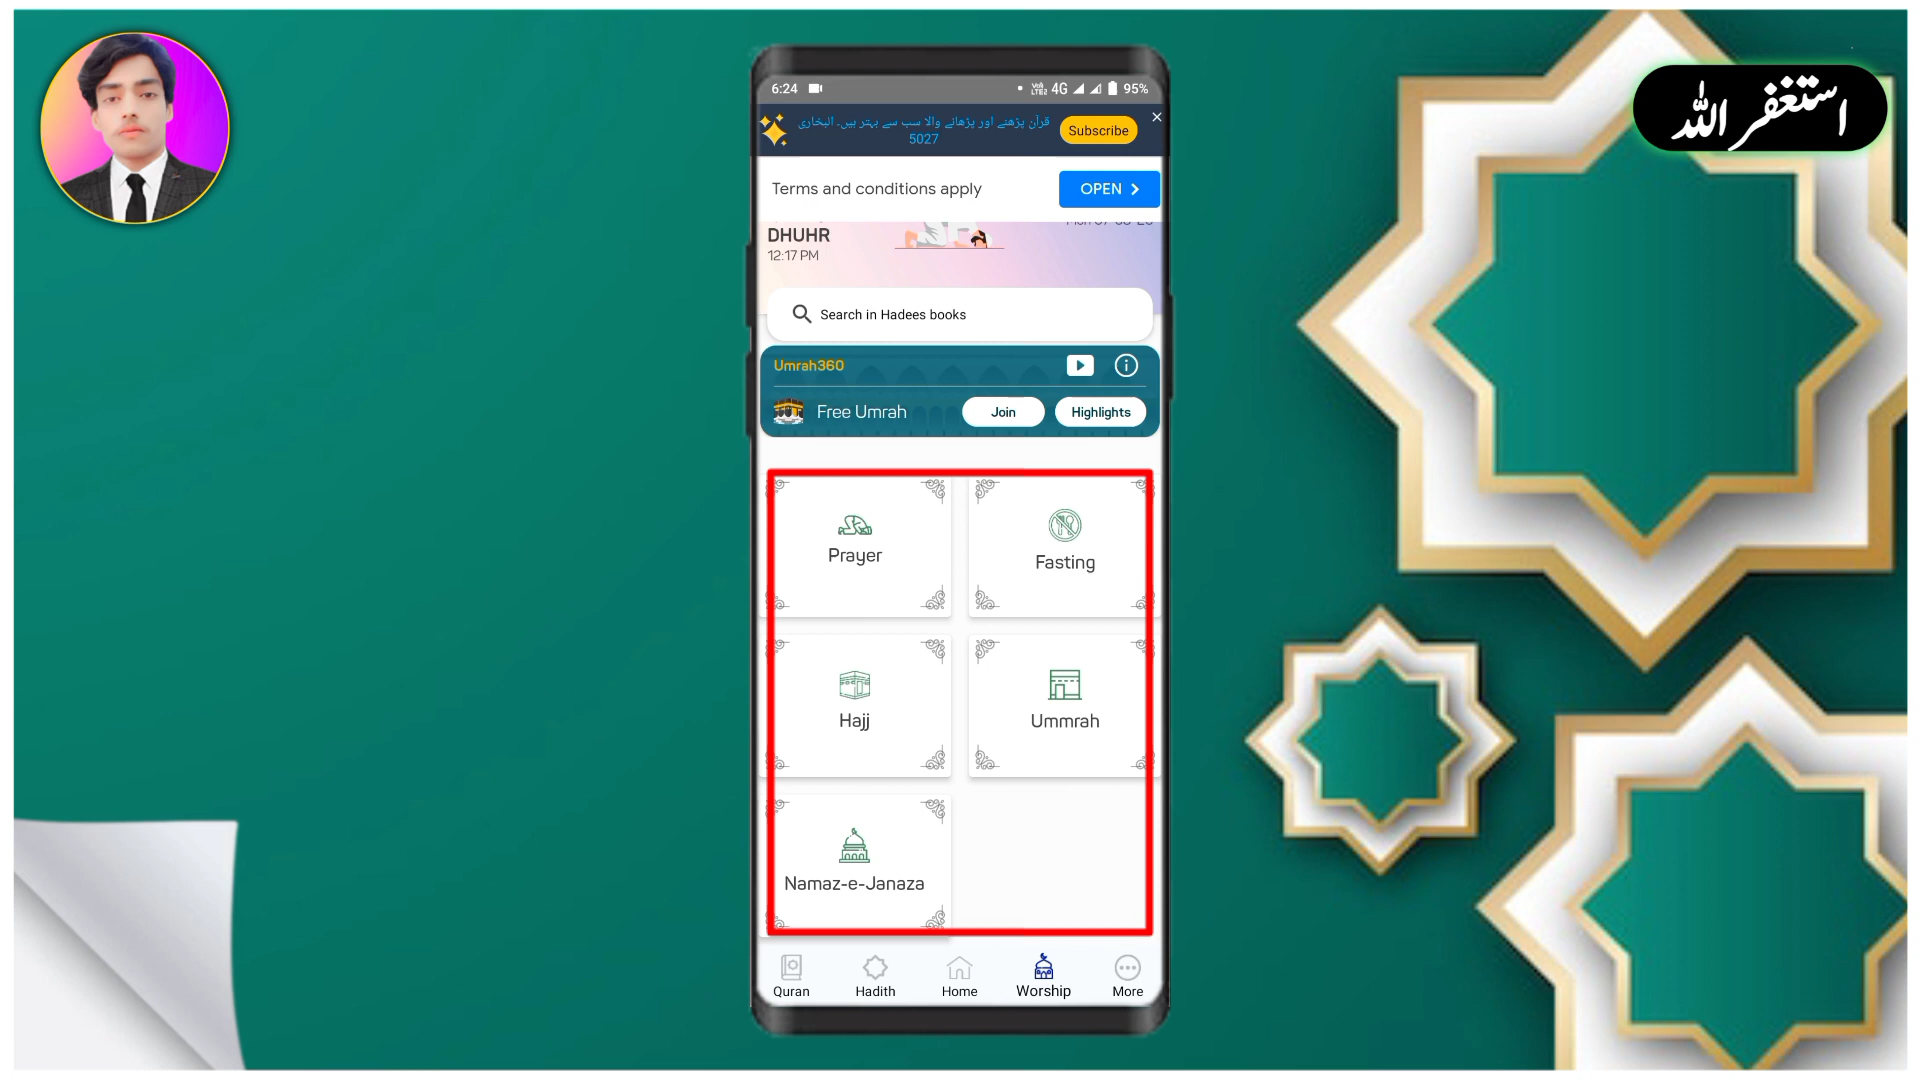 استغفر اللہ
6:24
4G
95%
قرآن پڑھنے اور پڑھانے والا سب سے بہتر ہیں۔ البخاری
5027
Subscribe
Terms and conditions apply
OPEN
DHUHR
12:17 PM
Search in Hadees books
Umrah360
Free Umrah
Join
Highlights
Prayer
Fasting
Hajj
Ummrah
Namaz-e-Janaza
Quran
Hadith
Home
Worship
More